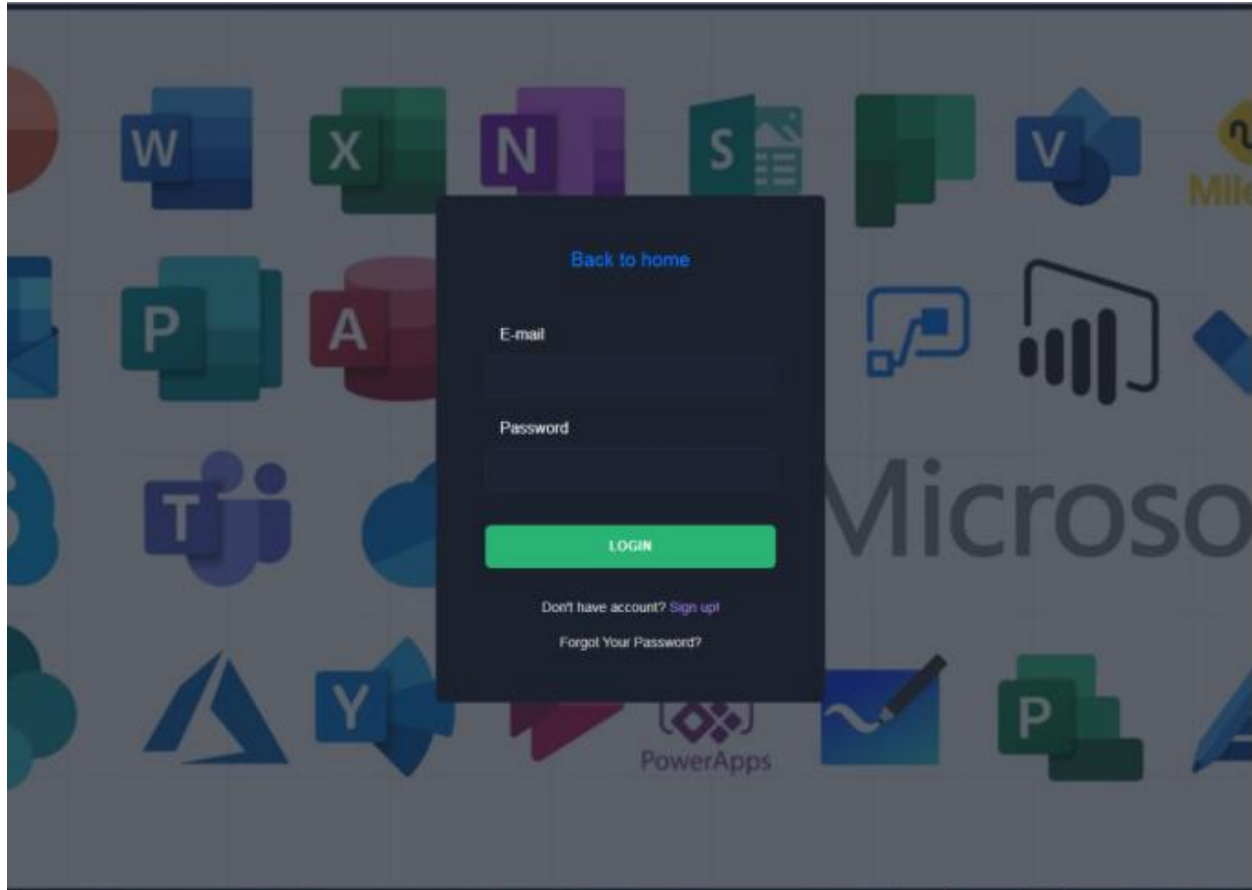 W X N S V
Back to home
P A
E-mail
Password
T
Microso
LOGIN
Don't have account? Sign up!
Forgot Your Password?
Y P
PowerApps